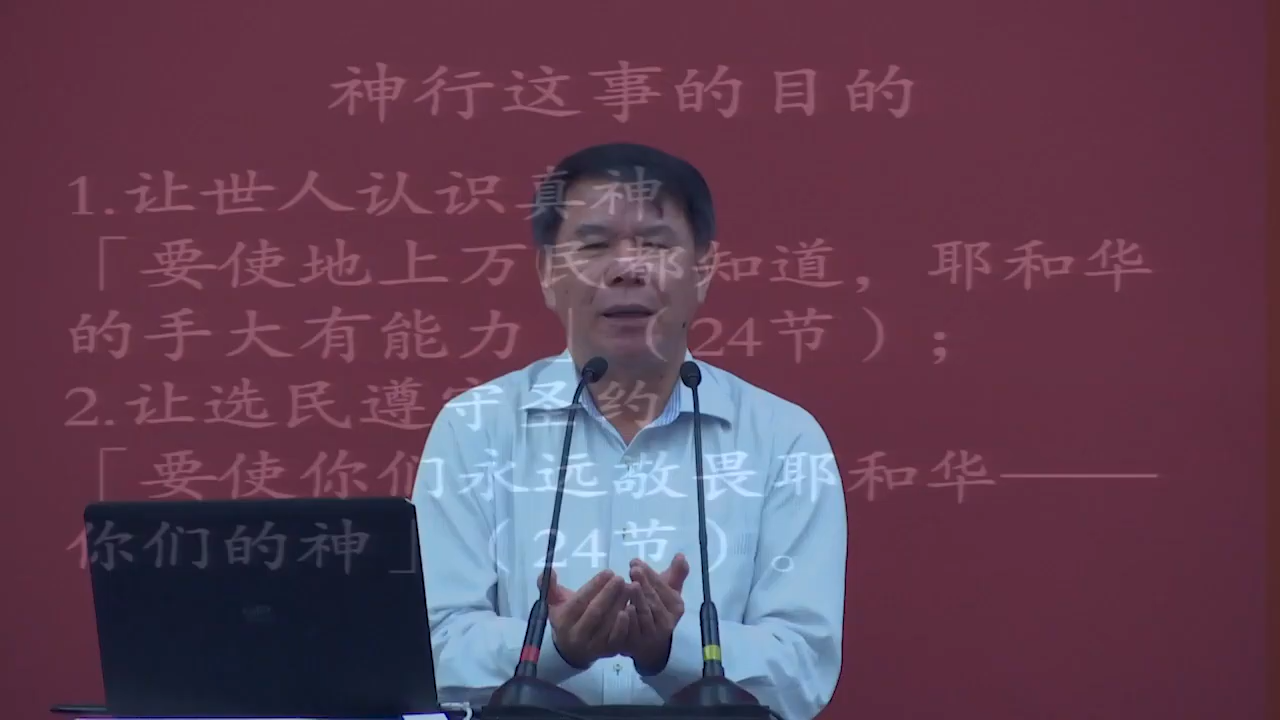 神行这事的目的
1.让世人认识真神
「要使地上万民都知道，耶和华
的手大有能力」（24节）；
2.让选民遵守圣约
「要使你们永远敬畏耶和华——
你们的神」（24节）。